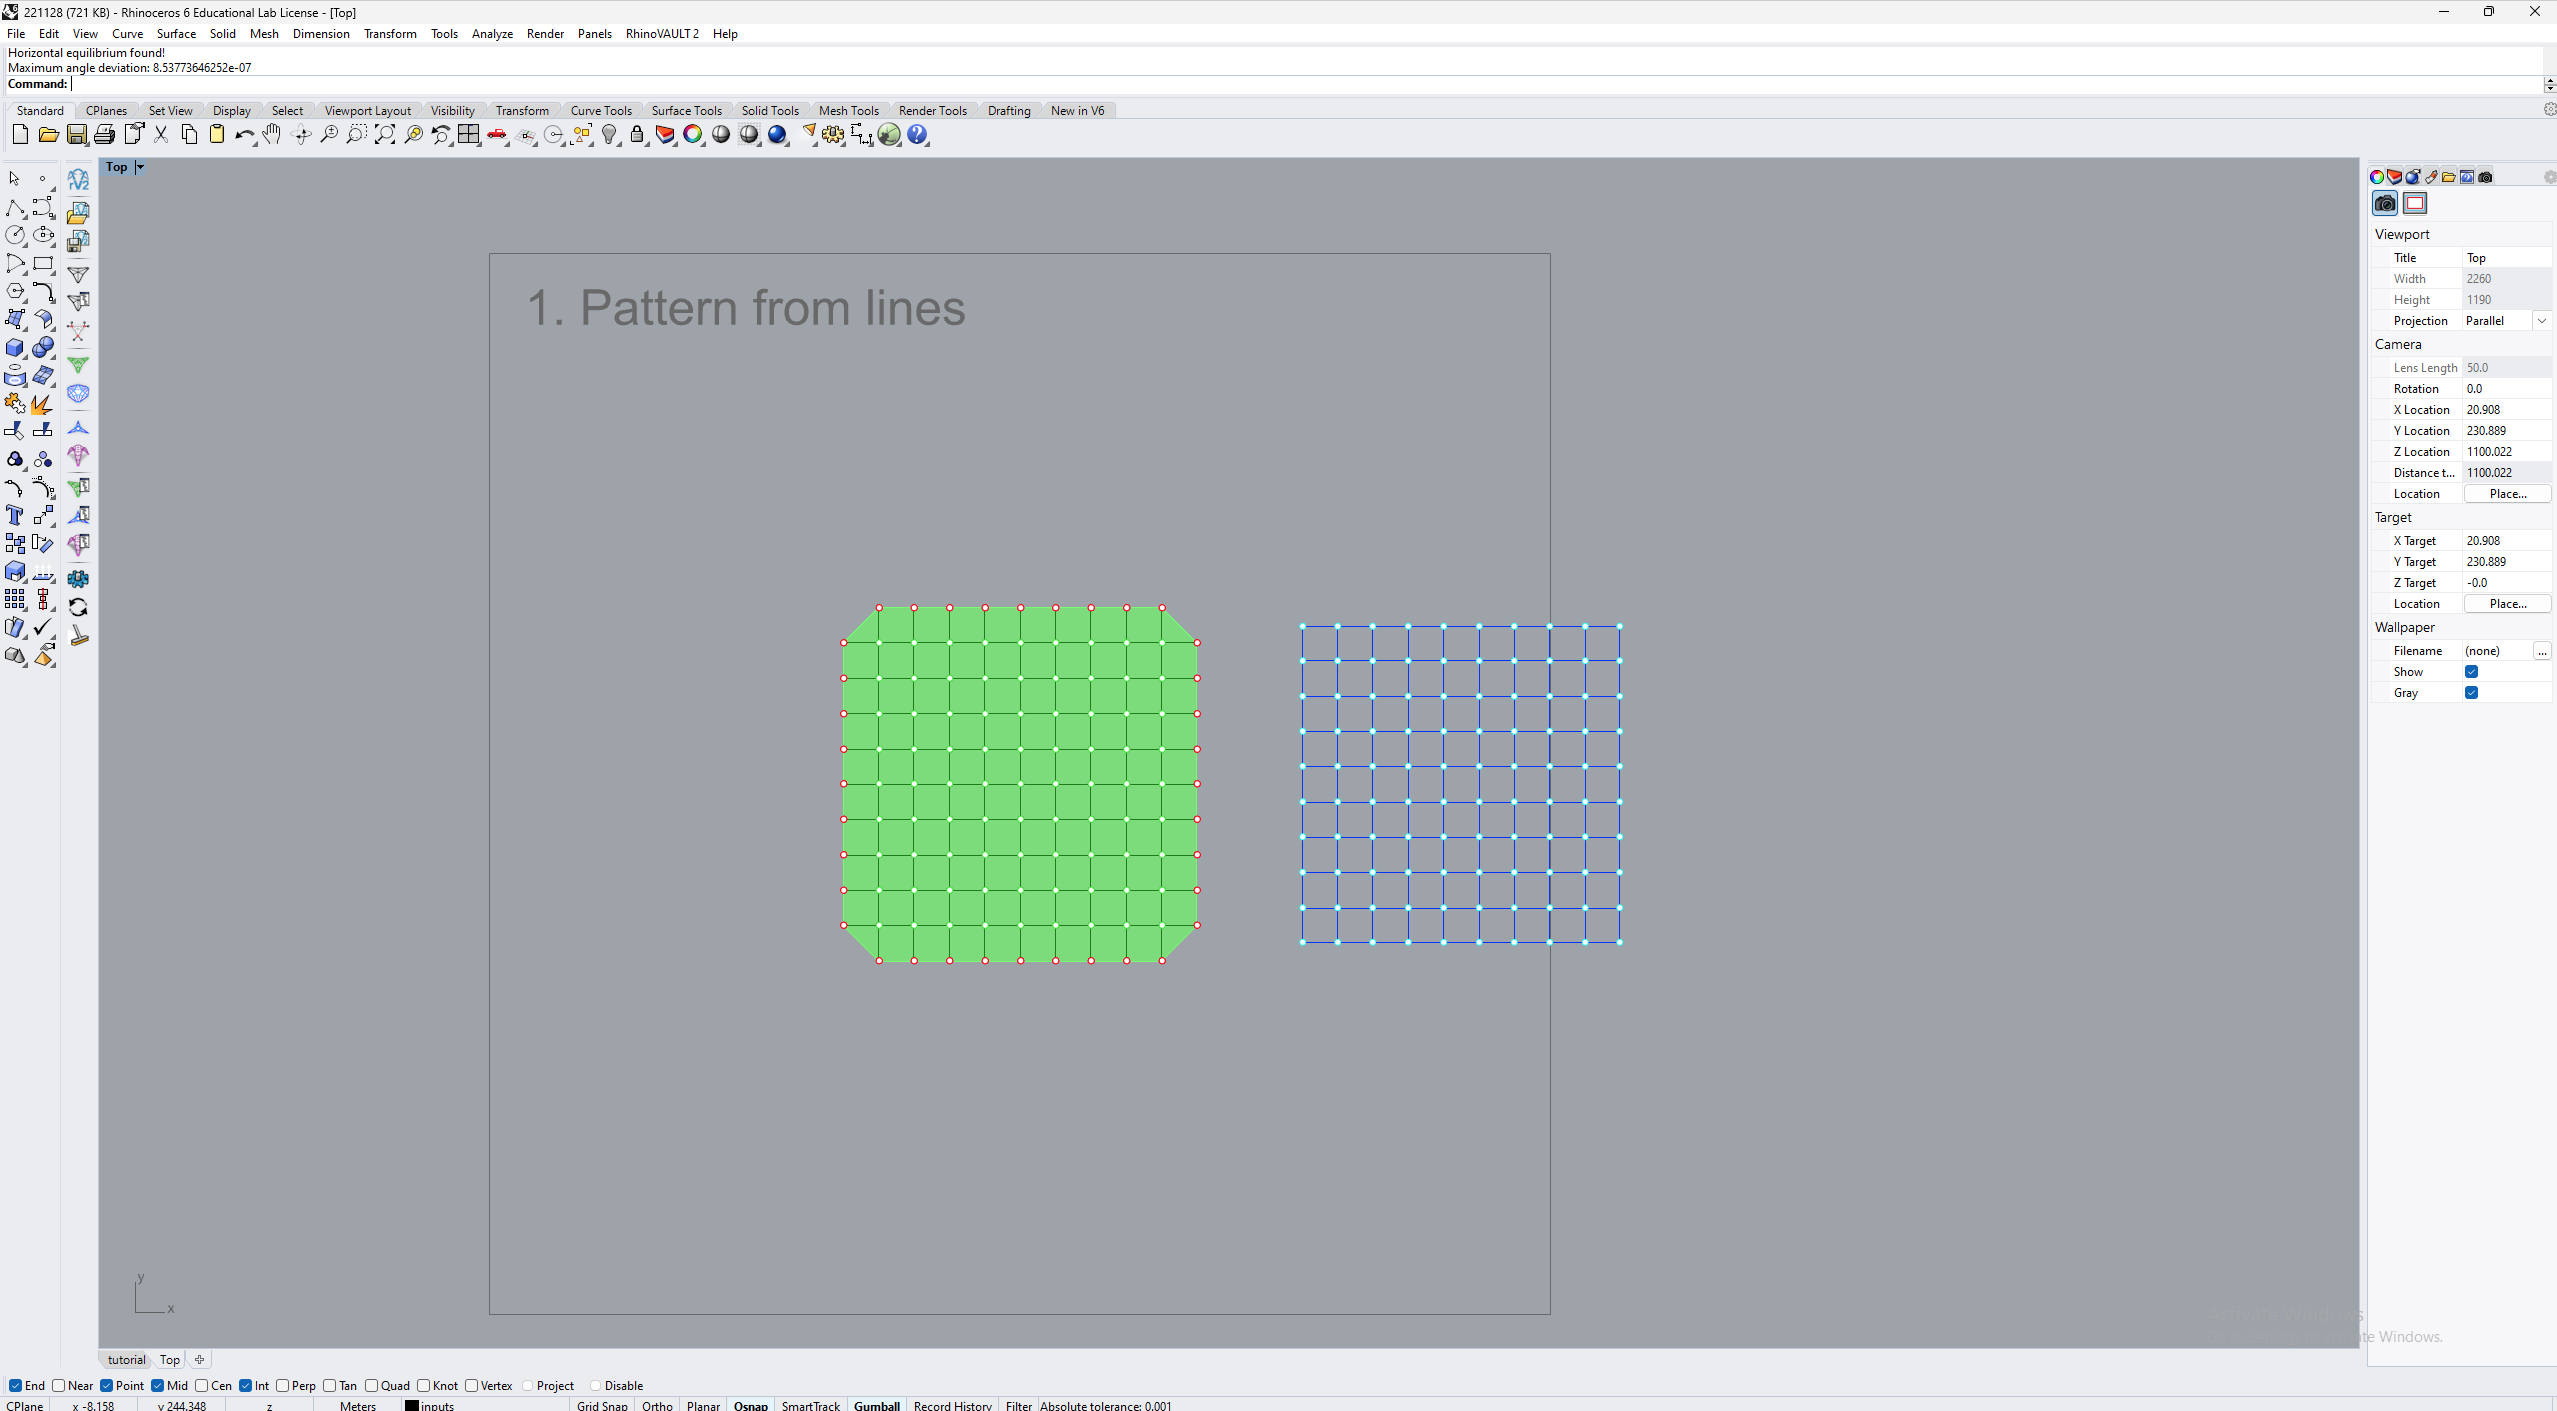 221128 (721 KB) - Rhinoceros 6 Educational Lab License - [Top]
File Edit View Curve Surface Solid Mesh Dimension Transform Tools Analyze Render Panels RhinoVAULT 2 Help
Horizontal equilibrium found!
Maximum angle deviation: 8.53773646252e-07
Command:
Standard CPlanes Set View Display Select Viewport Layout Visibility Transform Curve Tools Surface Tools Solid Tools Mesh Tools Render Tools Drafting New in V6
Top
rV2
1. Pattern from lines
y
x
Viewport
Title Top
Width 2260
Height 1190
Projection Parallel
Camera
Lens Length 50.0
Rotation 0.0
X Location 20.908
Y Location 230.889
Z Location 1100.022
Distance t... 1100.022
Location Place...
Target
X Target 20.908
Y Target 230.889
Z Target -0.0
Location Place...
Wallpaper
Filename (none) ...
Show
Gray
Activate Windows
te Windows.
tutorial Top
End Near Point Mid Cen Int Perp Tan Quad Knot Vertex Project Disable
CPlane x -8.158 y 244.348 z Meters inputs Grid Snap Ortho Planar Osnap SmartTrack Gumball Record History Filter Absolute tolerance: 0.001